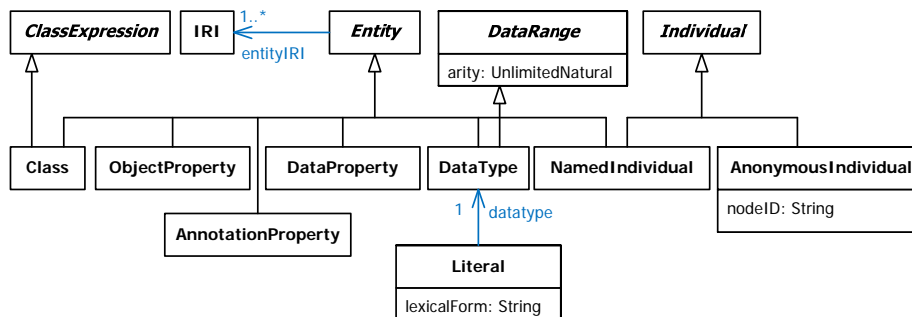 1..*
ClassExpression
IRI
Entity
DataRange
Individual
entityIRI
arity: UnlimitedNatural
Class
ObjectProperty
DataProperty
DataType
NamedIndividual
AnonymousIndividual
nodeID: String
1
datatype
AnnotationProperty
Literal
lexicalForm: String